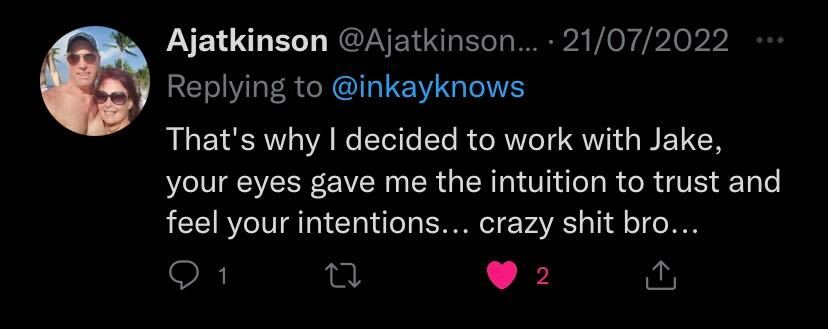 Ajatkinson @Ajatkinson... · 21/07/2022 ···
Replying to @inkayknows
That's why I decided to work with Jake,
your eyes gave me the intuition to trust and
feel your intentions... crazy shit bro...
1 2